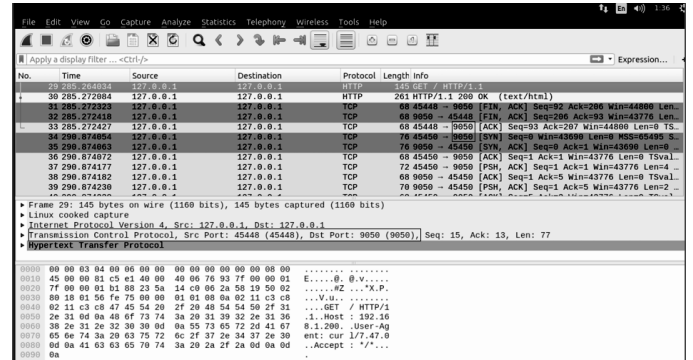 En 1:36
File Edit View Go Capture Analyze Statistics Telephony Wireless Tools Help
Apply a display filter ... <Ctrl-/> Expression...
No. Time Source Destination Protocol Length Info
29 285.264034 127.0.0.1 127.0.0.1 HTTP 145 GET / HTTP/1.1
30 285.272084 127.0.0.1 127.0.0.1 HTTP 261 HTTP/1.1 200 OK (text/html)
31 285.272323 127.0.0.1 127.0.0.1 TCP 68 45448 → 9050 [FIN, ACK] Seq=92 Ack=206 Win=44800 Len…
32 285.272418 127.0.0.1 127.0.0.1 TCP 68 9050 → 45448 [FIN, ACK] Seq=206 Ack=93 Win=43776 Len…
33 285.272427 127.0.0.1 127.0.0.1 TCP 68 45448 → 9050 [ACK] Seq=93 Ack=207 Win=44800 Len=0 TS…
34 290.874054 127.0.0.1 127.0.0.1 TCP 76 45450 → 9050 [SYN] Seq=0 Win=43690 Len=0 MSS=65495 S…
35 290.874063 127.0.0.1 127.0.0.1 TCP 76 9050 → 45450 [SYN, ACK] Seq=0 Ack=1 Win=43690 Len=0 …
36 290.874072 127.0.0.1 127.0.0.1 TCP 68 45450 → 9050 [ACK] Seq=1 Ack=1 Win=43776 Len=0 TSval…
37 290.874177 127.0.0.1 127.0.0.1 TCP 72 45450 → 9050 [PSH, ACK] Seq=1 Ack=1 Win=43776 Len=4 …
38 290.874182 127.0.0.1 127.0.0.1 TCP 68 9050 → 45450 [ACK] Seq=1 Ack=5 Win=43776 Len=0 TSval…
39 290.874230 127.0.0.1 127.0.0.1 TCP 70 9050 → 45450 [PSH, ACK] Seq=1 Ack=5 Win=43776 Len=2 …
Frame 29: 145 bytes on wire (1160 bits), 145 bytes captured (1160 bits)
Linux cooked capture
Internet Protocol Version 4, Src: 127.0.0.1, Dst: 127.0.0.1
Transmission Control Protocol, Src Port: 45448 (45448), Dst Port: 9050 (9050), Seq: 15, Ack: 13, Len: 77
Hypertext Transfer Protocol
0000 00 00 03 04 00 06 00 00 00 00 00 00 00 00 08 00 ........ ........
0010 45 00 00 81 c5 e1 40 00 40 06 76 93 7f 00 00 01 E.....@. @.v.....
0020 7f 00 00 01 b1 88 23 5a 14 c0 06 2a 58 19 50 02 ......#Z ...*X.P.
0030 80 18 01 56 fe 75 00 00 01 01 08 0a 02 11 c3 c8 ...V.u.. ........
0040 02 11 c3 c8 47 45 54 20 2f 20 48 54 54 50 2f 31 ....GET / HTTP/1
0050 2e 31 0d 0a 48 6f 73 74 3a 20 31 39 32 2e 31 36 .1..Host : 192.16
0060 38 2e 31 2e 32 30 30 0d 0a 55 73 65 72 2d 41 67 8.1.200. .User-Ag
0070 65 6e 74 3a 20 63 75 72 6c 2f 37 2e 34 37 2e 30 ent: cur l/7.47.0
0080 0d 0a 41 63 63 65 70 74 3a 20 2a 2f 2a 0d 0a 0d ..Accept : */*...
0090 0a .